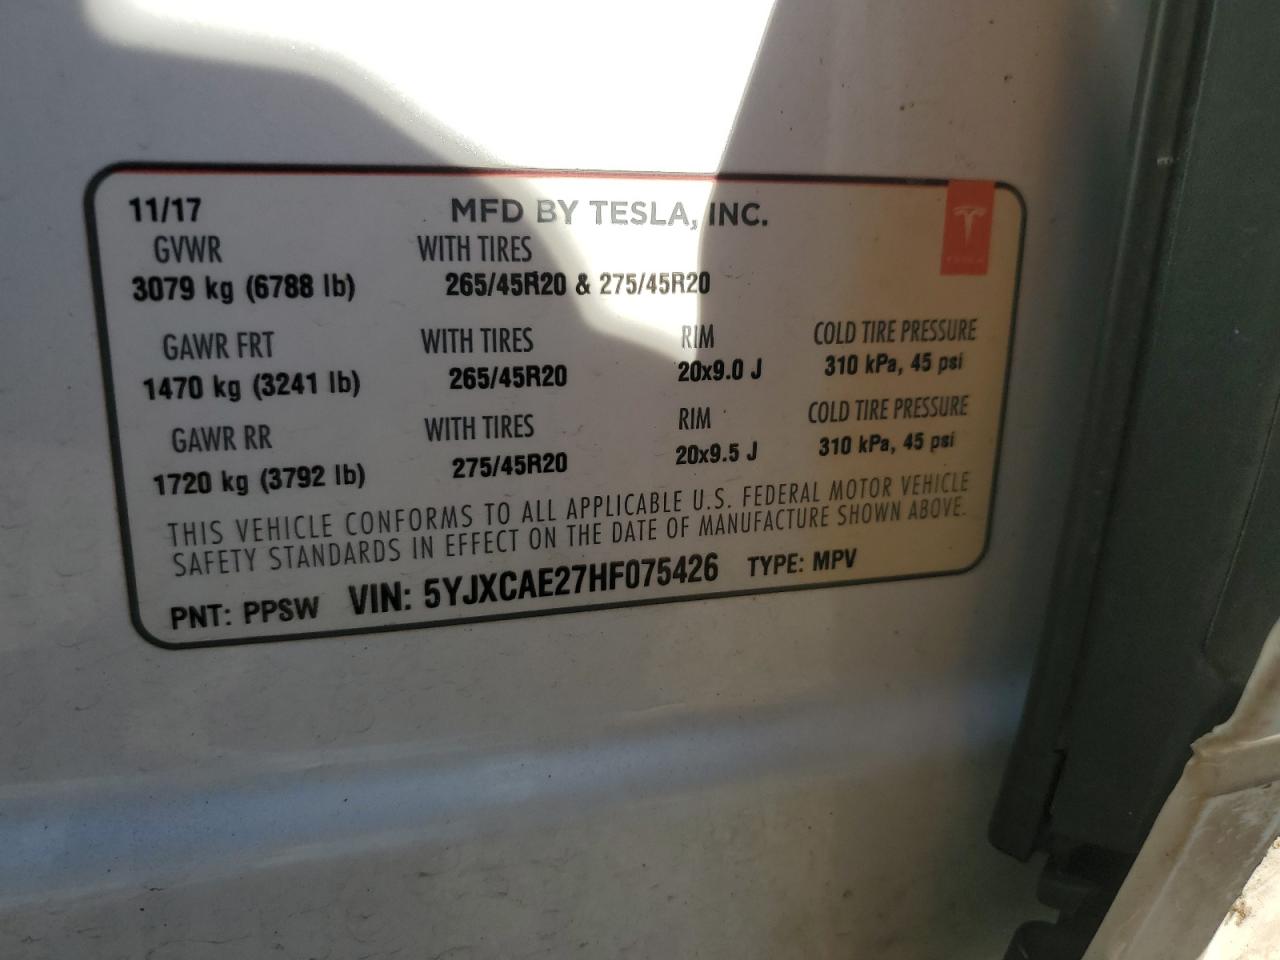 11/17 MFD BY TESLA, INC.
GVWR WITH TIRES
3079 kg (6788 lb) 265/45R20 & 275/45R20
GAWR FRT WITH TIRES RIM COLD TIRE PRESSURE
1470 kg (3241 lb) 265/45R20 20x9.0 J 310 kPa, 45 psi
GAWR RR WITH TIRES RIM COLD TIRE PRESSURE
1720 kg (3792 lb) 275/45R20 20x9.5 J 310 kPa, 45 psi
THIS VEHICLE CONFORMS TO ALL APPLICABLE U.S. FEDERAL MOTOR VEHICLE
SAFETY STANDARDS IN EFFECT ON THE DATE OF MANUFACTURE SHOWN ABOVE.
PNT: PPSW VIN: 5YJXCAE27HF075426 TYPE: MPV